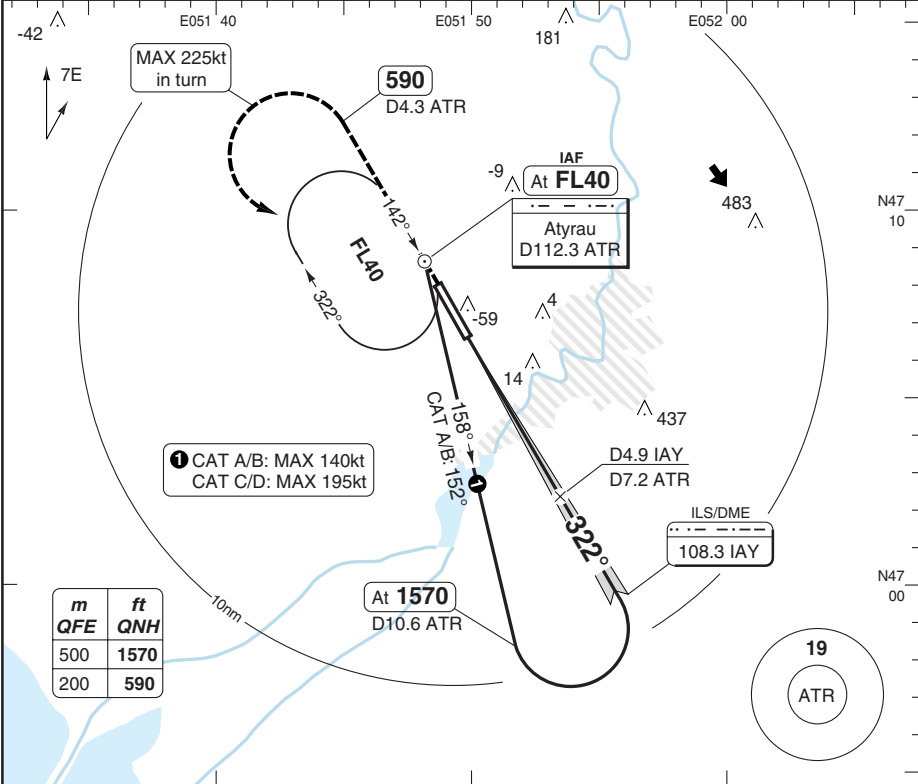 E051 40
E051 50
E052 00
-42
181
7E
MAX 225kt
in turn
590
D4.3 ATR
IAF
At FL40
-9
Atyrau
D112.3 ATR
483
N47
10
142°
FL40
322°
-59
4
14
437
158°
CAT A/B: 152°
1
1 CAT A/B: MAX 140kt
CAT C/D: MAX 195kt
D4.9 IAY
D7.2 ATR
322°
ILS/DME
108.3 IAY
N47
00
At 1570
D10.6 ATR
10nm
m ft
QFE QNH
500 1570
200 590
19
ATR